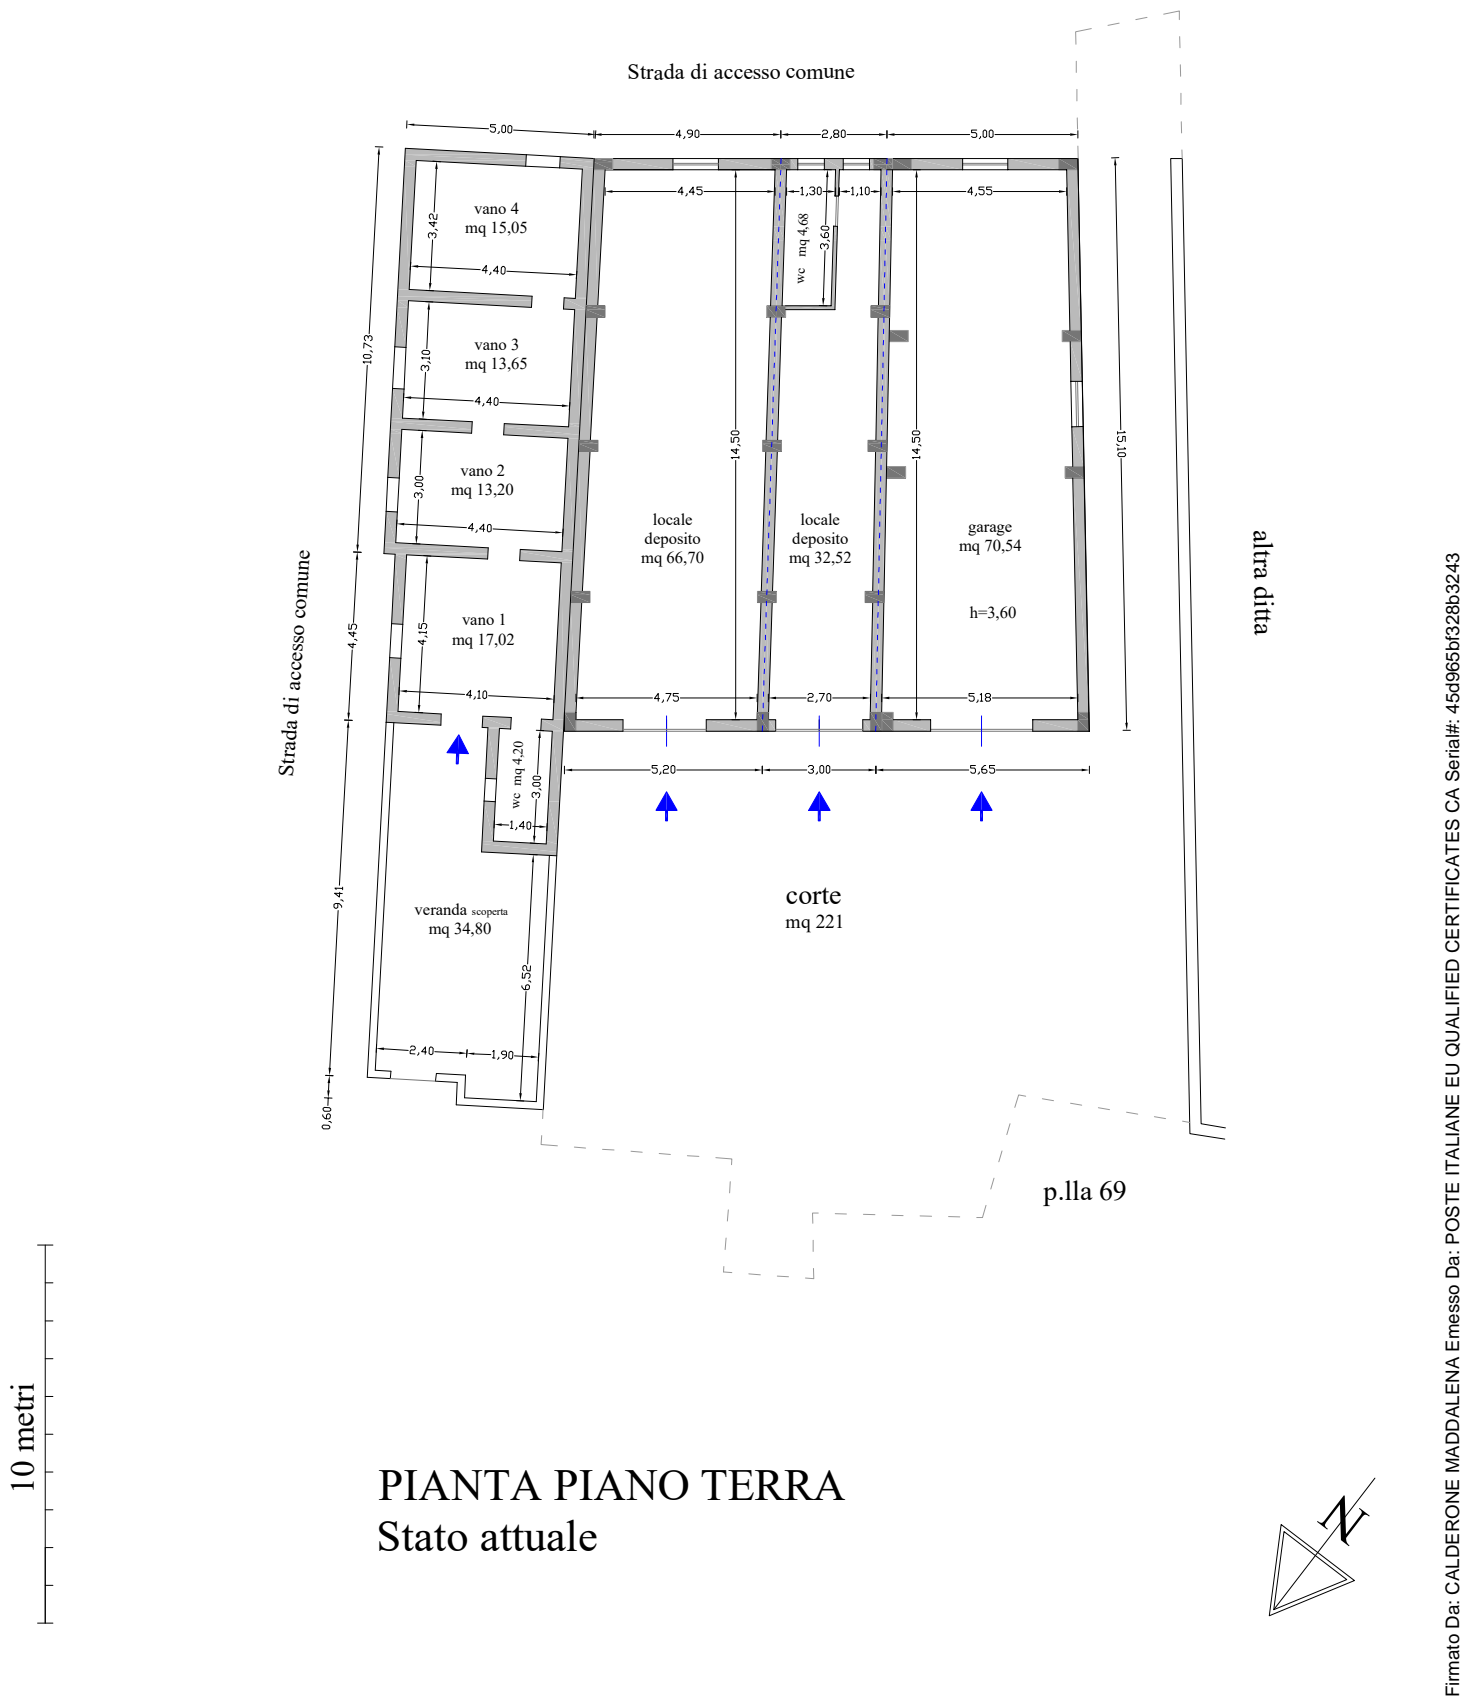 Strada di accesso comune
5,00
4,90
2,80
5,00
4,45
1,30
1,10
4,55
vano 4
mq 15,05
3,42
4,40
wc mq 4,68
3,60
10,73
vano 3
mq 13,65
3,10
4,40
14,50
14,50
15,10
vano 2
mq 13,20
3,00
4,40
locale
deposito
mq 66,70
locale
deposito
mq 32,52
garage
mq 70,54
h=3,60
altra ditta
Strada di accesso comune
4,45
vano 1
mq 17,02
4,15
4,10
4,75
2,70
5,18
wc mq 4,20
3,00
1,40
5,20
3,00
5,65
9,41
veranda scoperta
mq 34,80
corte
mq 221
6,52
2,40
1,90
0,60
p.lla 69
10 metri
PIANTA PIANO TERRA
Stato attuale
N
Firmato Da: CALDERONE MADDALENA Emesso Da: POSTE ITALIANE EU QUALIFIED CERTIFICATES CA Serial#: 45d965bf328b3243